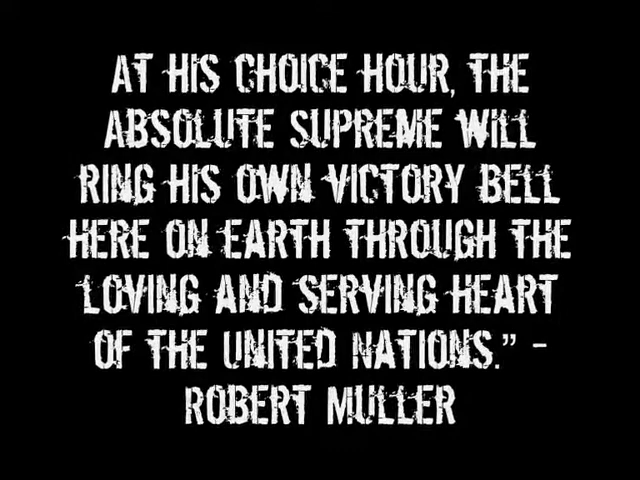 AT HIS CHOICE HOUR, THE
ABSOLUTE SUPREME WILL
RING HIS OWN VICTORY BELL
HERE ON EARTH THROUGH THE
LOVING AND SERVING HEART
OF THE UNITED NATIONS.” -
ROBERT MULLER